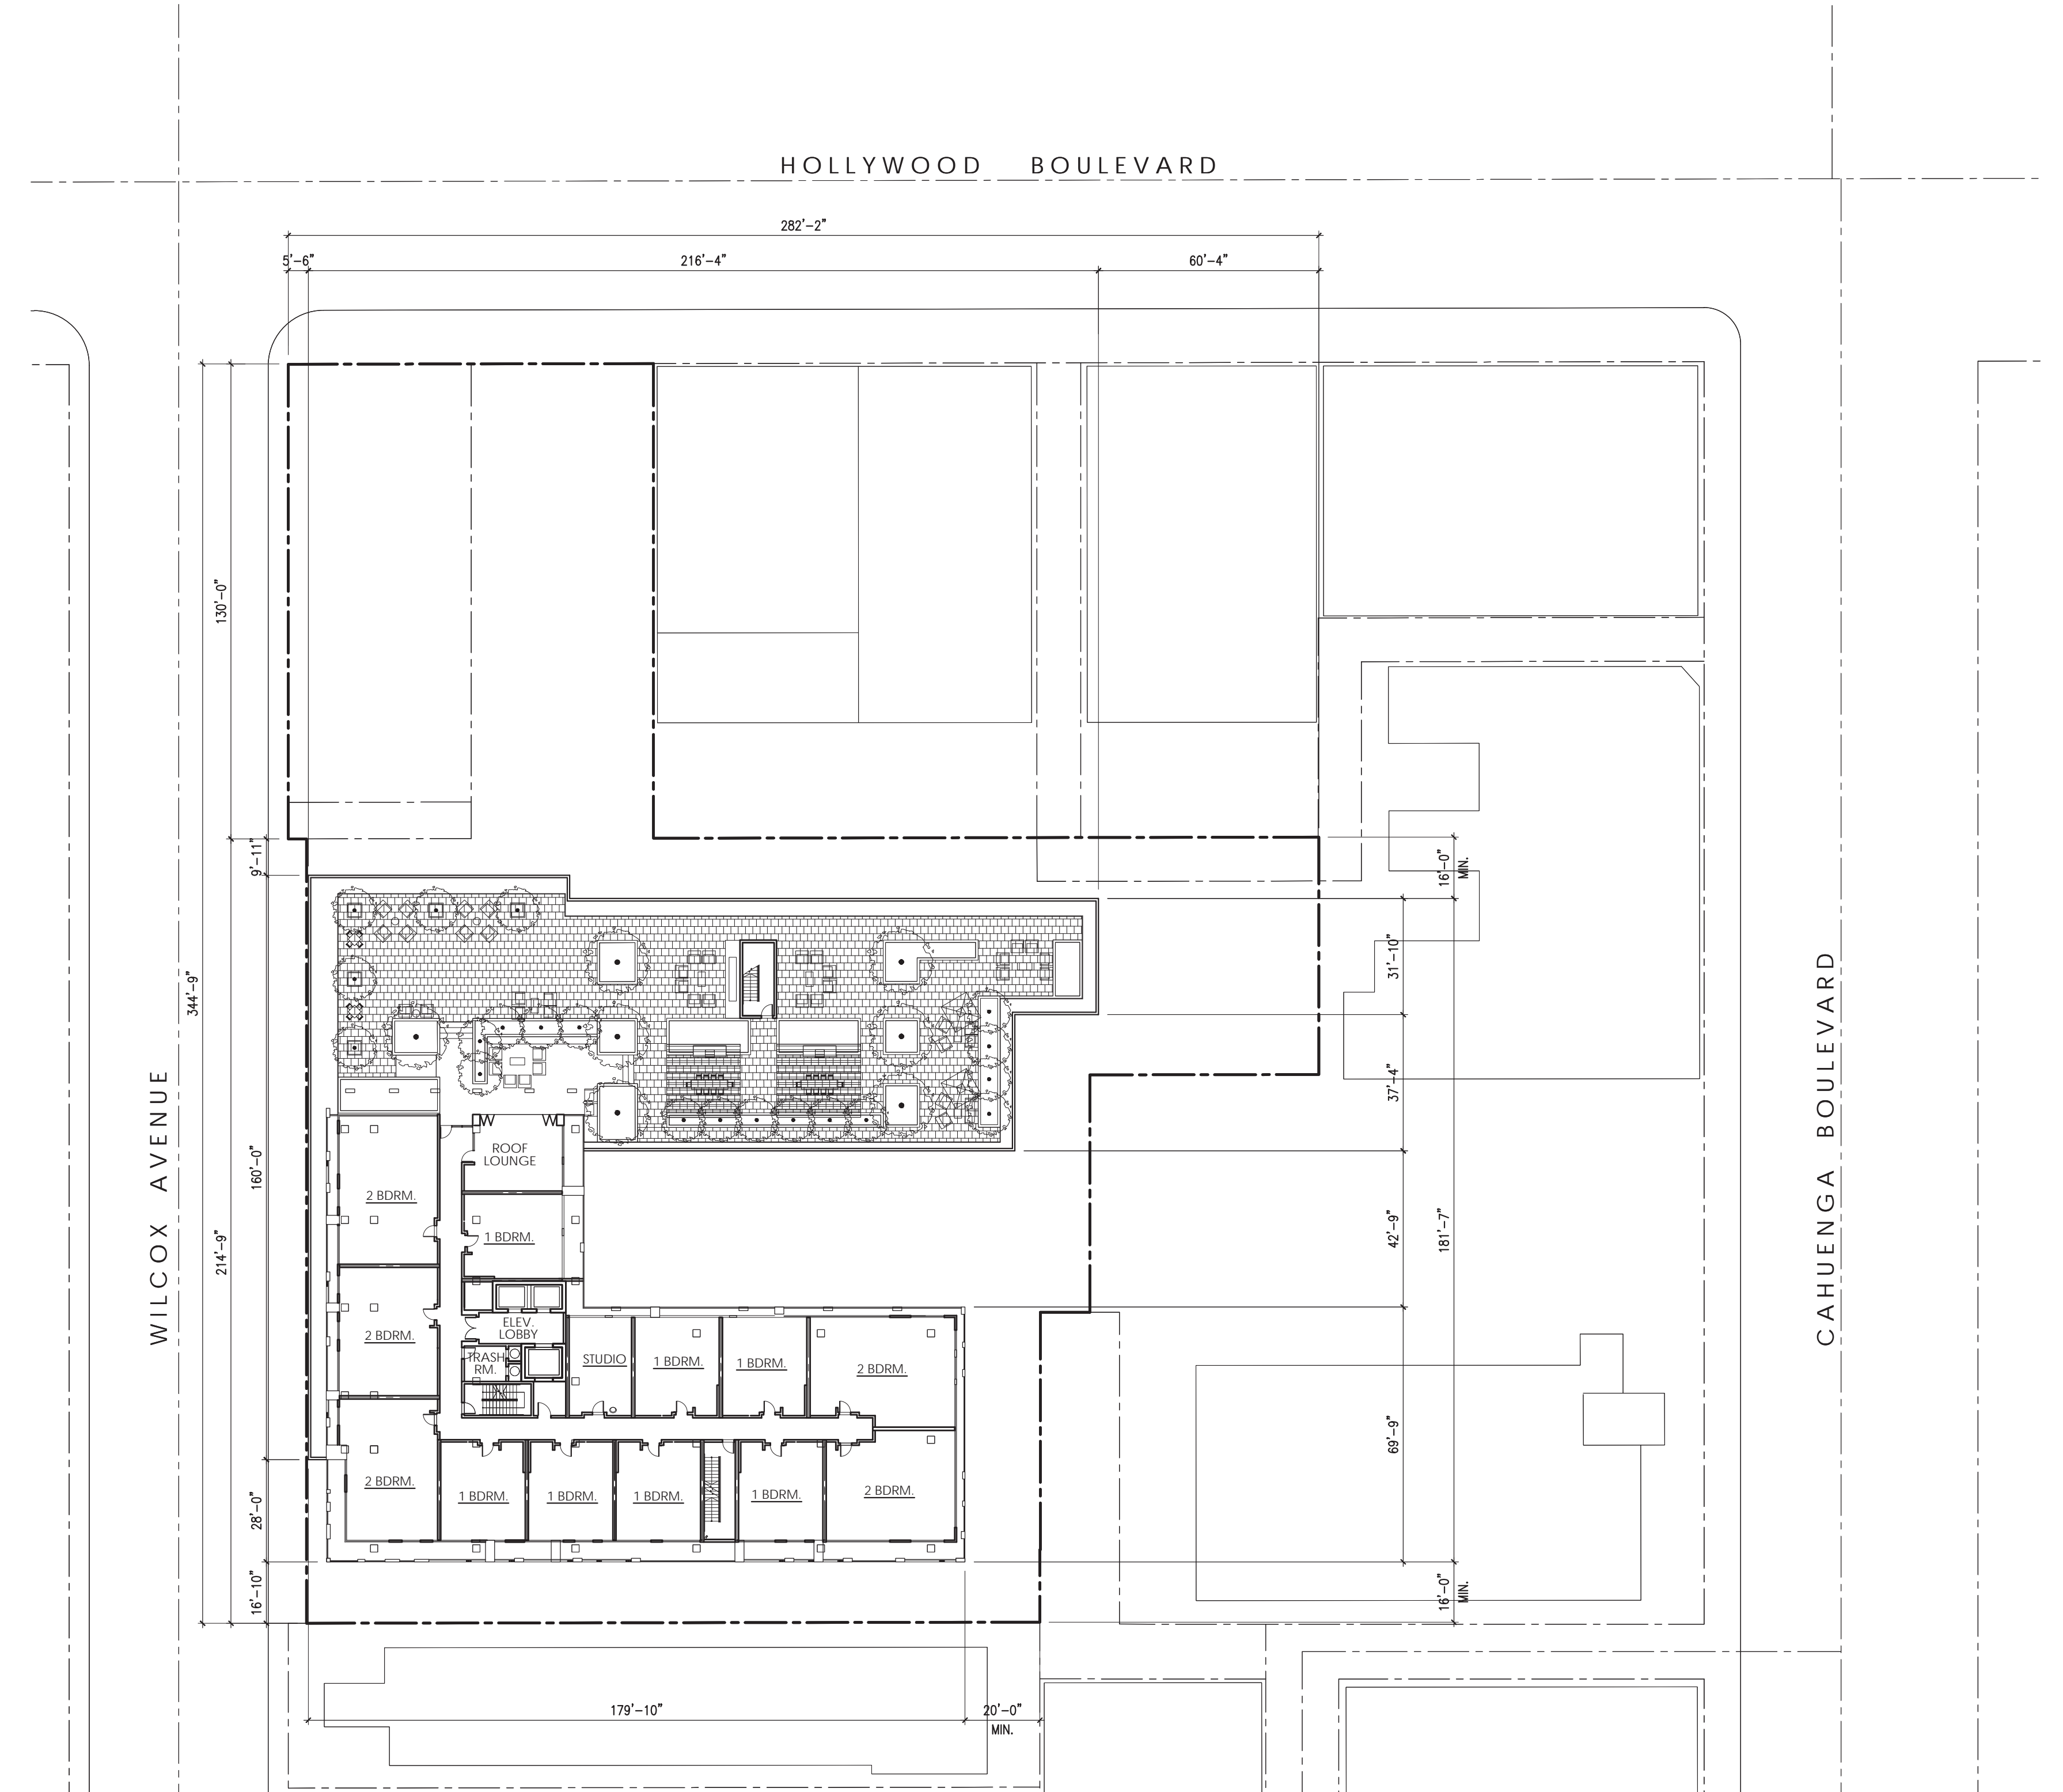 HOLLYWOOD BOULEVARD
282'-2"
5'-6"
216'-4"
60'-4"
130'-0"
9'-11"
16'-0"
MIN.
344'-9"
31'-10"
WILCOX AVENUE
CAHUENGA BOULEVARD
37'-4"
160'-0"
214'-9"
ROOF
LOUNGE
2 BDRM.
1 BDRM.
42'-9"
181'-7"
ELEV.
LOBBY
2 BDRM.
TRASH
RM.
STUDIO
1 BDRM.
1 BDRM.
2 BDRM.
69'-9"
2 BDRM.
1 BDRM.
1 BDRM.
1 BDRM.
1 BDRM.
2 BDRM.
28'-0"
16'-10"
16'-0"
MIN.
179'-10"
20'-0"
MIN.